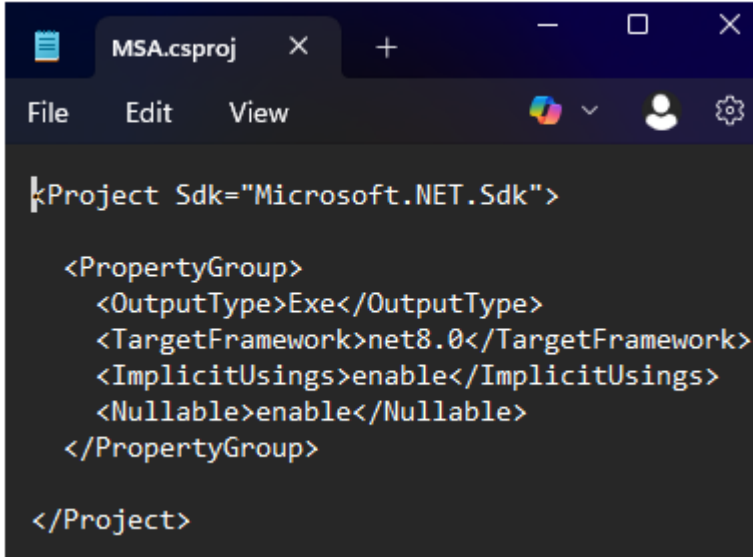 MSA.csproj
File Edit View
<Project Sdk="Microsoft.NET.Sdk">
<PropertyGroup>
<OutputType>Exe</OutputType>
<TargetFramework>net8.0</TargetFramework>
<ImplicitUsings>enable</ImplicitUsings>
<Nullable>enable</Nullable>
</PropertyGroup>
</Project>